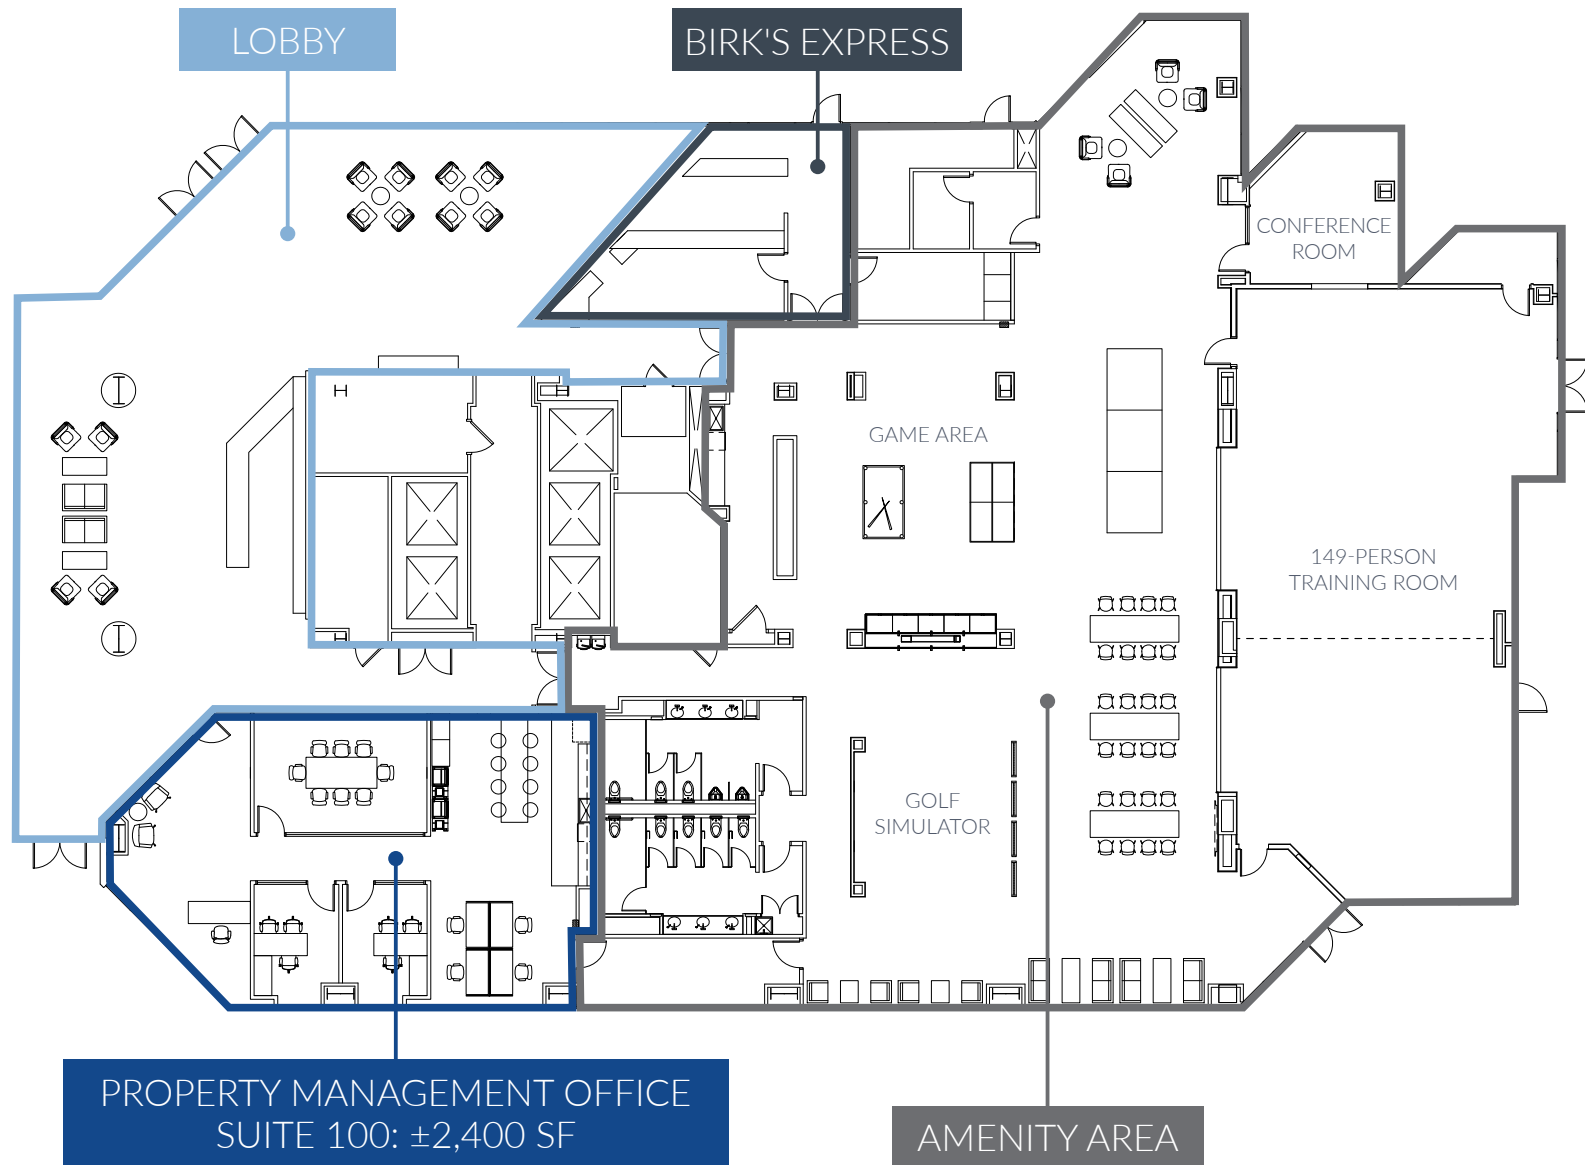 LOBBY
BIRK'S EXPRESS
CONFERENCE
ROOM
GAME AREA
149-PERSON
TRAINING ROOM
GOLF
SIMULATOR
PROPERTY MANAGEMENT OFFICE
SUITE 100: ±2,400 SF
AMENITY AREA